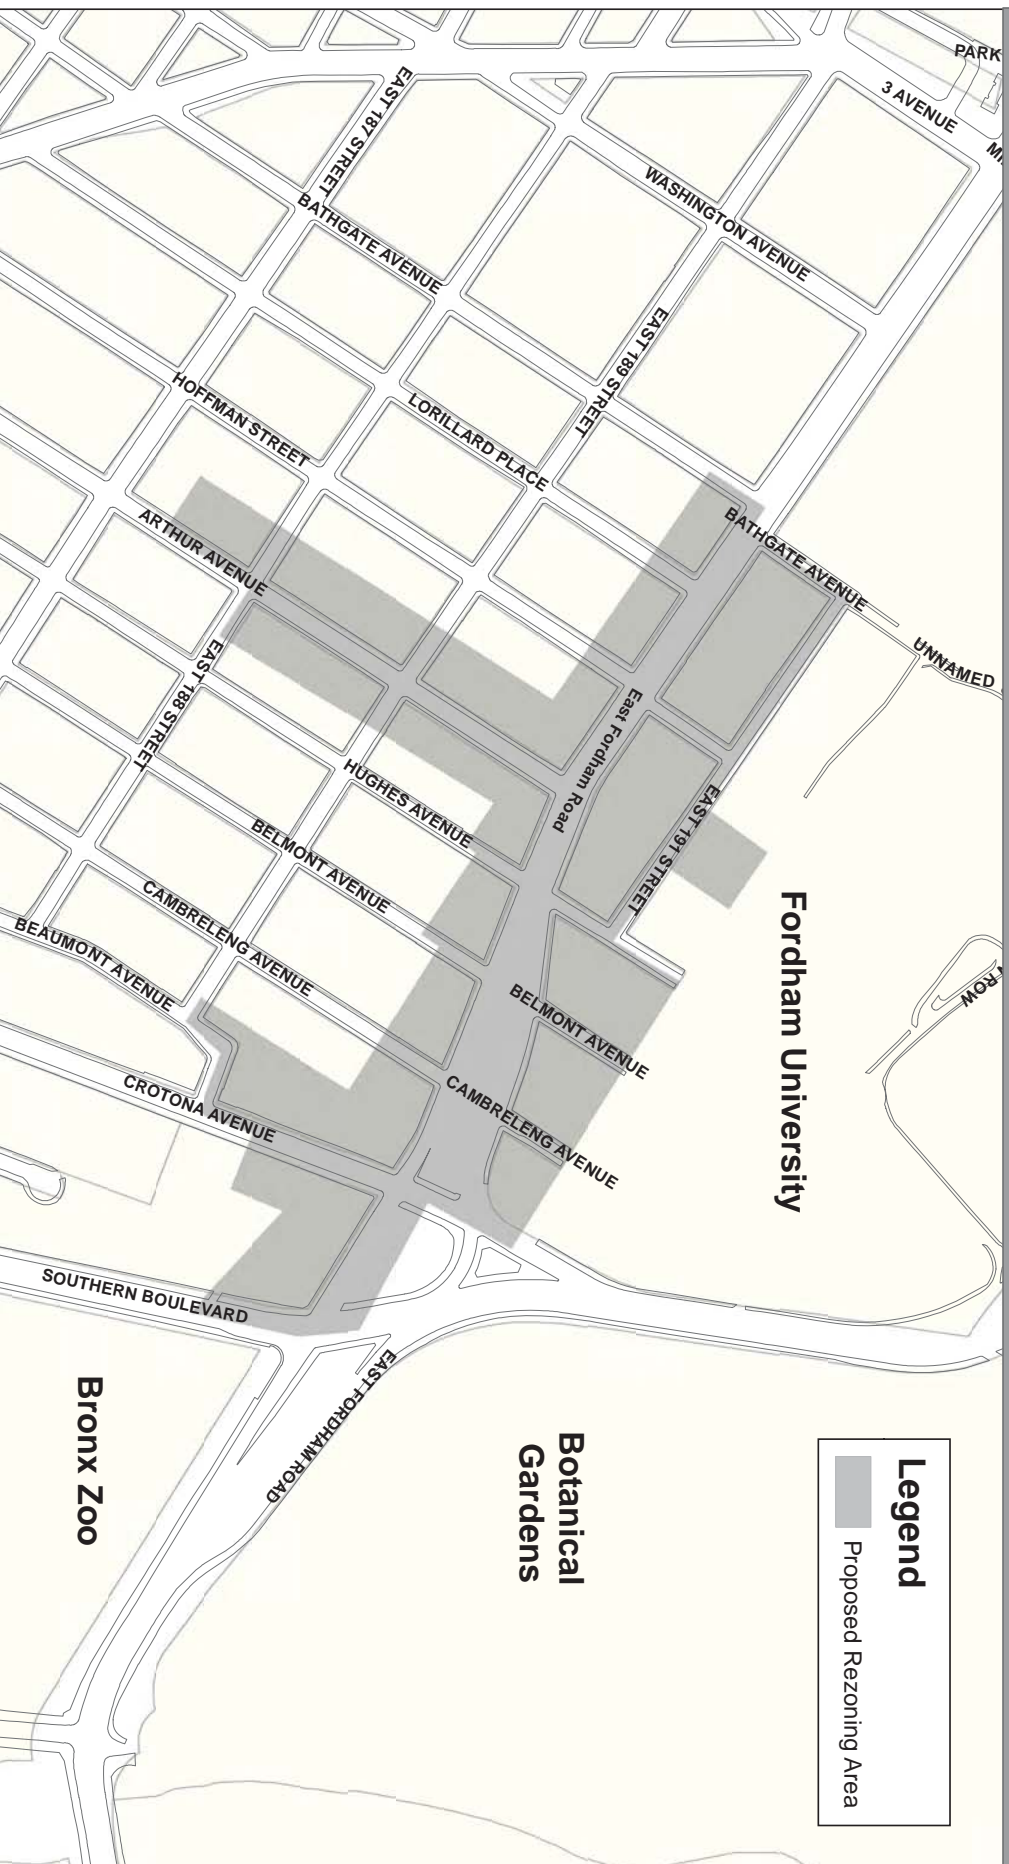 PARK
3 AVENUE
EAST 187 STREET
WASHINGTON AVENUE
BATHGATE AVENUE
EAST 189 STREET
HOFFMAN STREET
LORILLARD PLACE
BATHGATE AVENUE
ARTHUR AVENUE
UNNAMED
EAST 188 STREET
East Fordham Road
HUGHES AVENUE
EAST 191 STREET
BELMONT AVENUE
CAMBRELENG AVENUE
BEAUMONT AVENUE
Fordham University
ROW
BELMONT AVENUE
CROTONA AVENUE
CAMBRELENG AVENUE
SOUTHERN BOULEVARD
EAST FORDHAM ROAD
Bronx Zoo
Botanical
Gardens
Legend
Proposed Rezoning Area